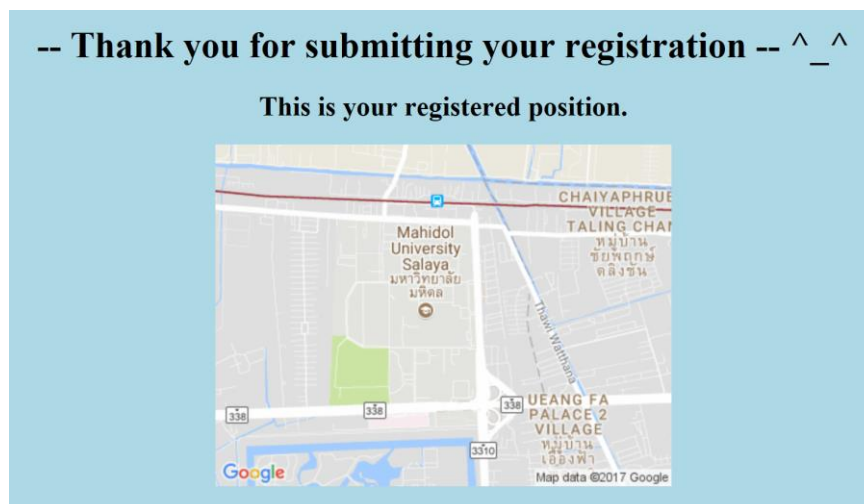 -- Thank you for submitting your registration -- ^_^
This is your registered position.
CHAIYAPHRUE
VILLAGE
TALING CHAN
หมู่บ้าน
ชัยพฤกษ์
ตลิ่งชัน
Mahidol
University
Salaya
มหาวิทยาลัย
มหิดล
Thawi Watthana
338
338
338
UEANG FA
PALACE 2
VILLAGE
หมู่บ้าน
เอื้องฟ้า
3310
Google
Map data ©2017 Google